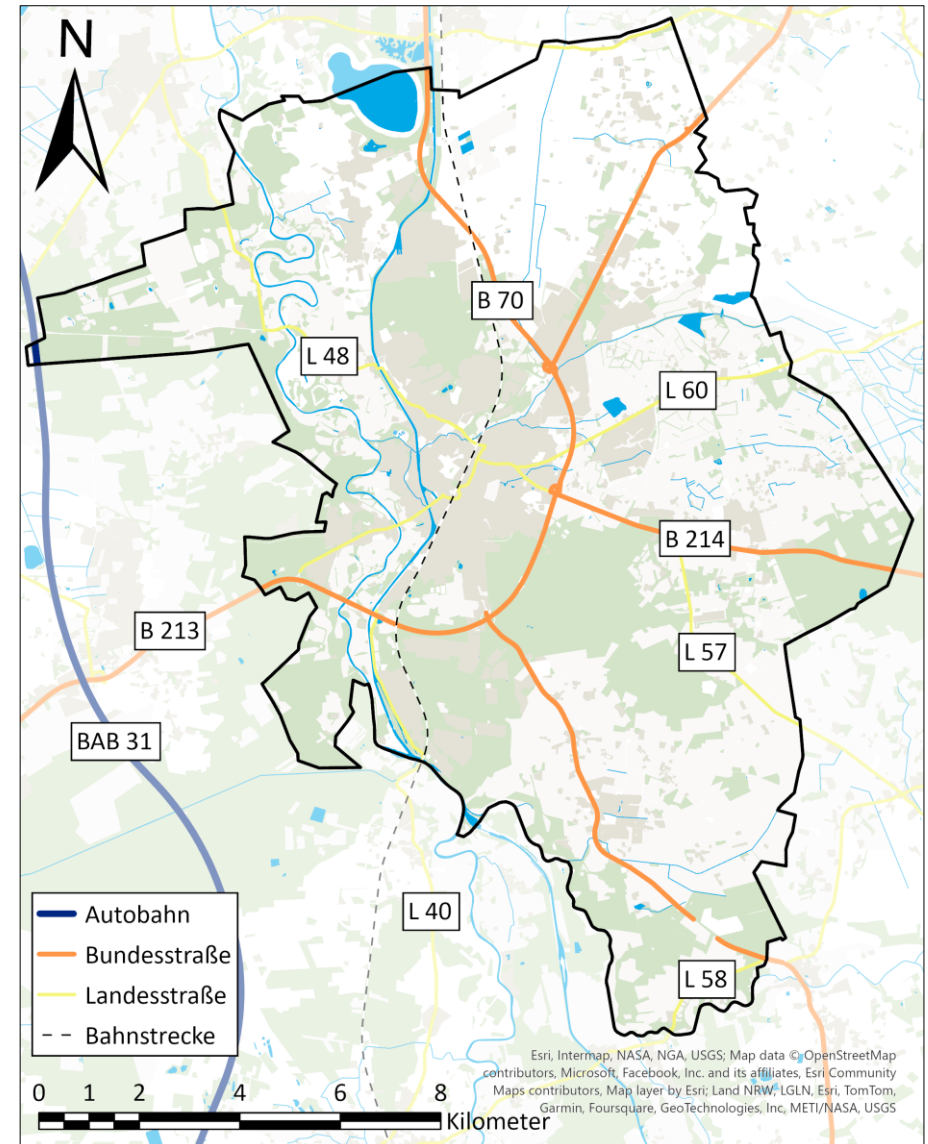 N
B 70
L 48
L 60
B 214
B 213
L 57
BAB 31
L 40
L 58
Autobahn
Bundesstraße
Landesstraße
Bahnstrecke
0 1 2 4 6 8
Kilometer
Esri, Intermap, NASA, NGA, USGS; Map data © OpenStreetMap
contributors, Microsoft, Facebook, Inc. and its affiliates, Esri Community
Maps contributors, Map layer by Esri; Land NRW, LGLN, Esri, TomTom,
Garmin, Foursquare, GeoTechnologies, Inc, METI/NASA, USGS